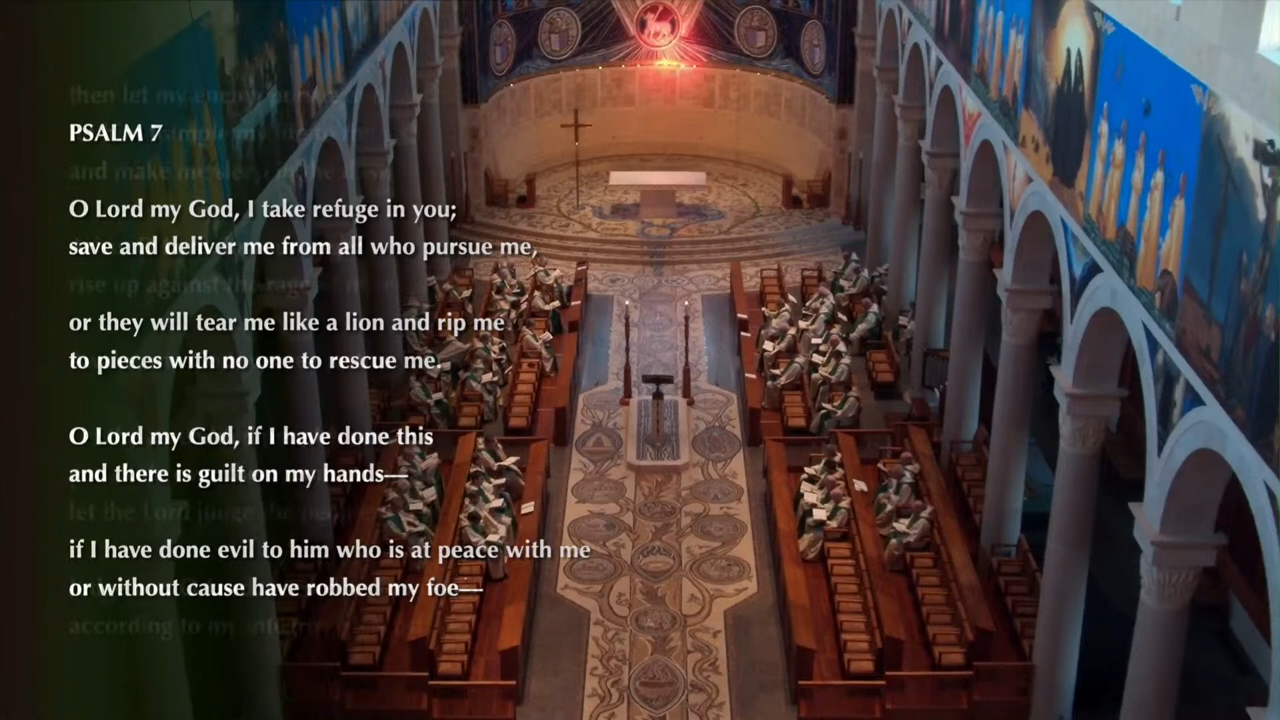 PSALM 7
O Lord my God, I take refuge in you;
save and deliver me from all who pursue me,
or they will tear me like a lion and rip me
to pieces with no one to rescue me.
O Lord my God, if I have done this
and there is guilt on my hands—
if I have done evil to him who is at peace with me
or without cause have robbed my foe—